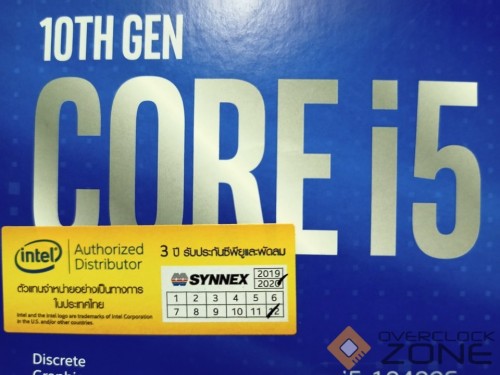 10TH GEN
CORE i5
intel
Authorized
Distributor
ตัวแทนจำหน่ายอย่างเป็นทางการ
ในประเทศไทย
Intel and the Intel logo are trademarks of Intel Corporation
in the U.S. and/or other countries.
3 ปี รับประกันซีพียูและพัดลม
SYNNEX
2019
2020
1 2 3 4 5 6
7 8 9 10 11 12
OVERCLOCK
ZONE
Discrete